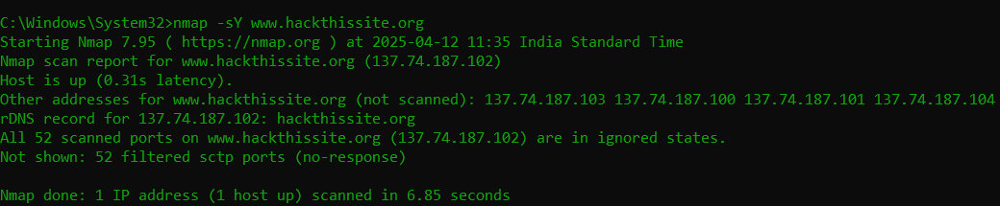 C:\Windows\System32>nmap -sY www.hackthissite.org
Starting Nmap 7.95 ( https://nmap.org ) at 2025-04-12 11:35 India Standard Time
Nmap scan report for www.hackthissite.org (137.74.187.102)
Host is up (0.31s latency).
Other addresses for www.hackthissite.org (not scanned): 137.74.187.103 137.74.187.100 137.74.187.101 137.74.187.104
rDNS record for 137.74.187.102: hackthissite.org
All 52 scanned ports on www.hackthissite.org (137.74.187.102) are in ignored states.
Not shown: 52 filtered sctp ports (no-response)
Nmap done: 1 IP address (1 host up) scanned in 6.85 seconds